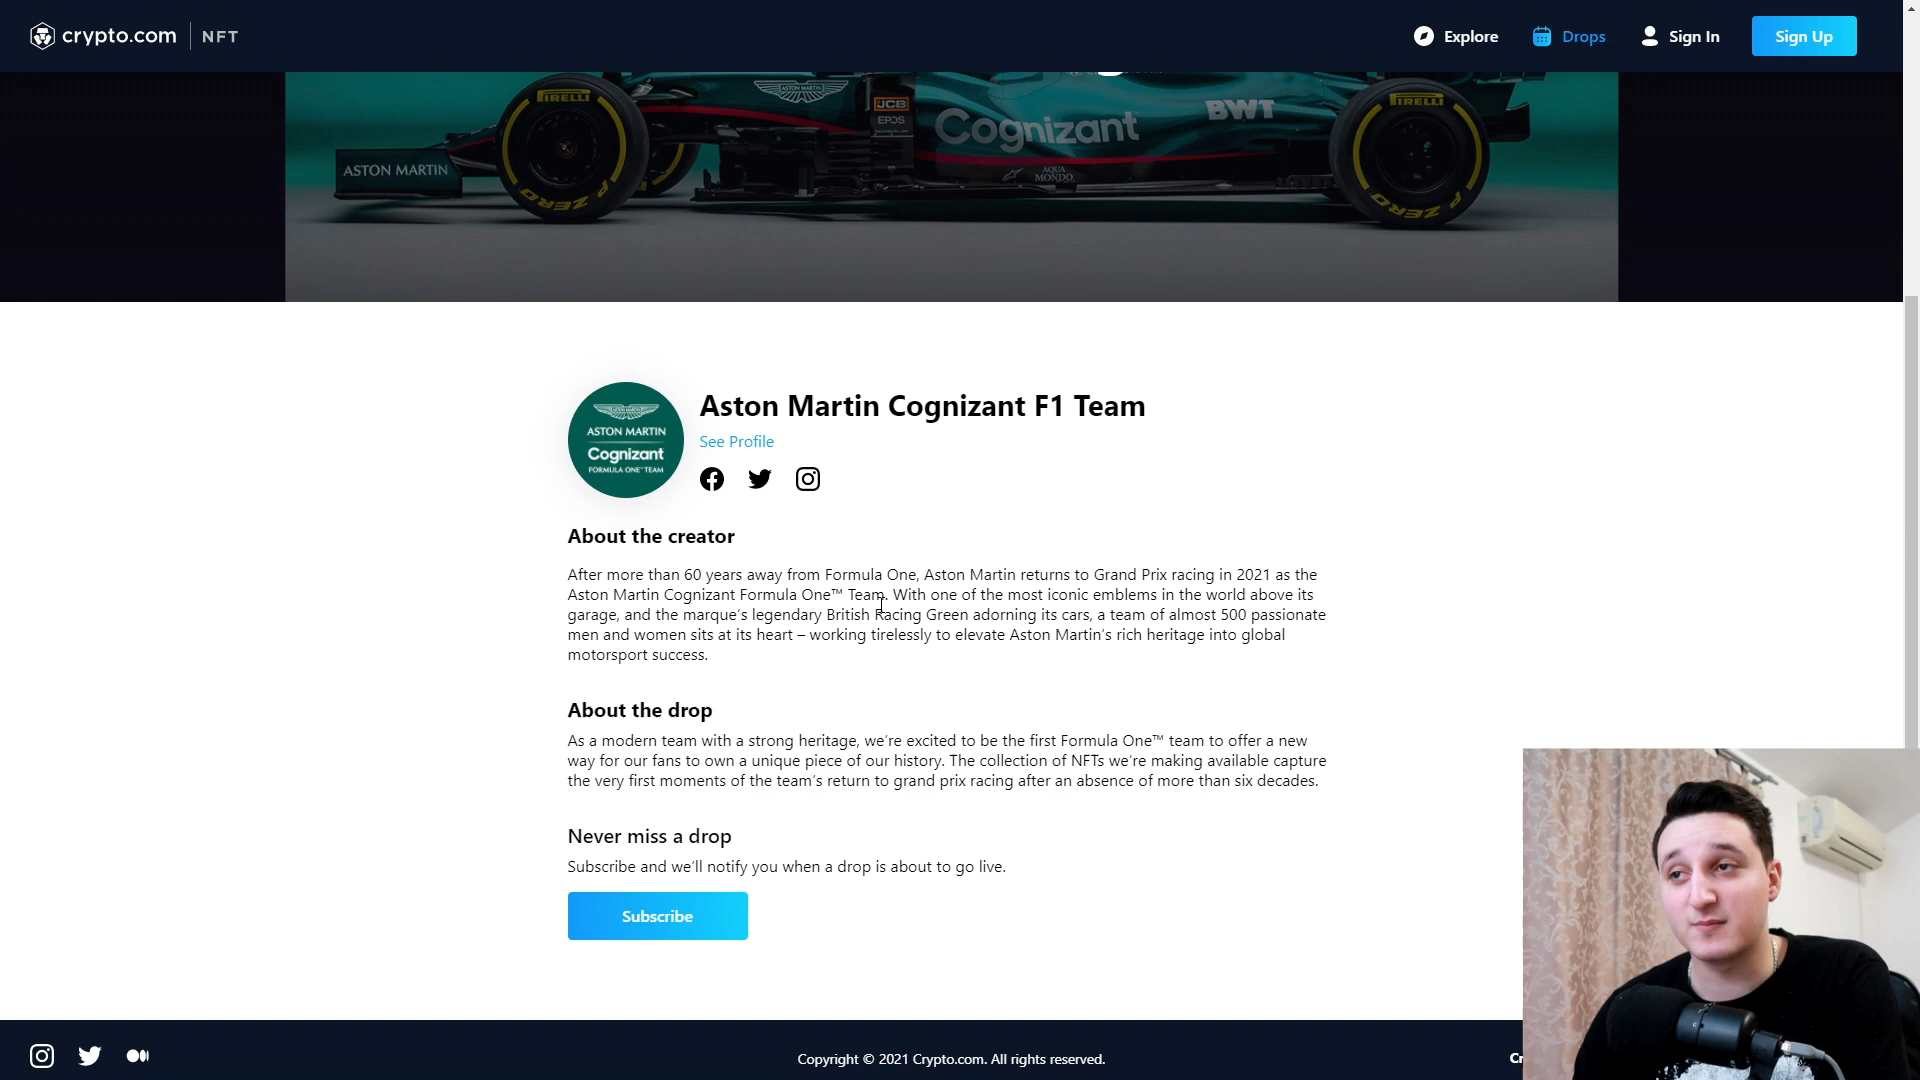 crypto.com NFT
Explore
Drops
Sign In
Sign Up
PIRELLI
PIRELLI
JCB
EPOS
Cognizant
BWT
ASTON MARTIN
AQUA
MONDO
P ZERO
P ZERO
Aston Martin Cognizant F1 Team
ASTON MARTIN
Cognizant
FORMULA ONE™ TEAM
See Profile
About the creator
After more than 60 years away from Formula One, Aston Martin returns to Grand Prix racing in 2021 as the
Aston Martin Cognizant Formula One™ Team. With one of the most iconic emblems in the world above its
garage, and the marque’s legendary British Racing Green adorning its cars, a team of almost 500 passionate
men and women sits at its heart – working tirelessly to elevate Aston Martin’s rich heritage into global
motorsport success.
About the drop
As a modern team with a strong heritage, we’re excited to be the first Formula One™ team to offer a new
way for our fans to own a unique piece of our history. The collection of NFTs we’re making available capture
the very first moments of the team’s return to grand prix racing after an absence of more than six decades.
Never miss a drop
Subscribe and we’ll notify you when a drop is about to go live.
Subscribe
Copyright © 2021 Crypto.com. All rights reserved.